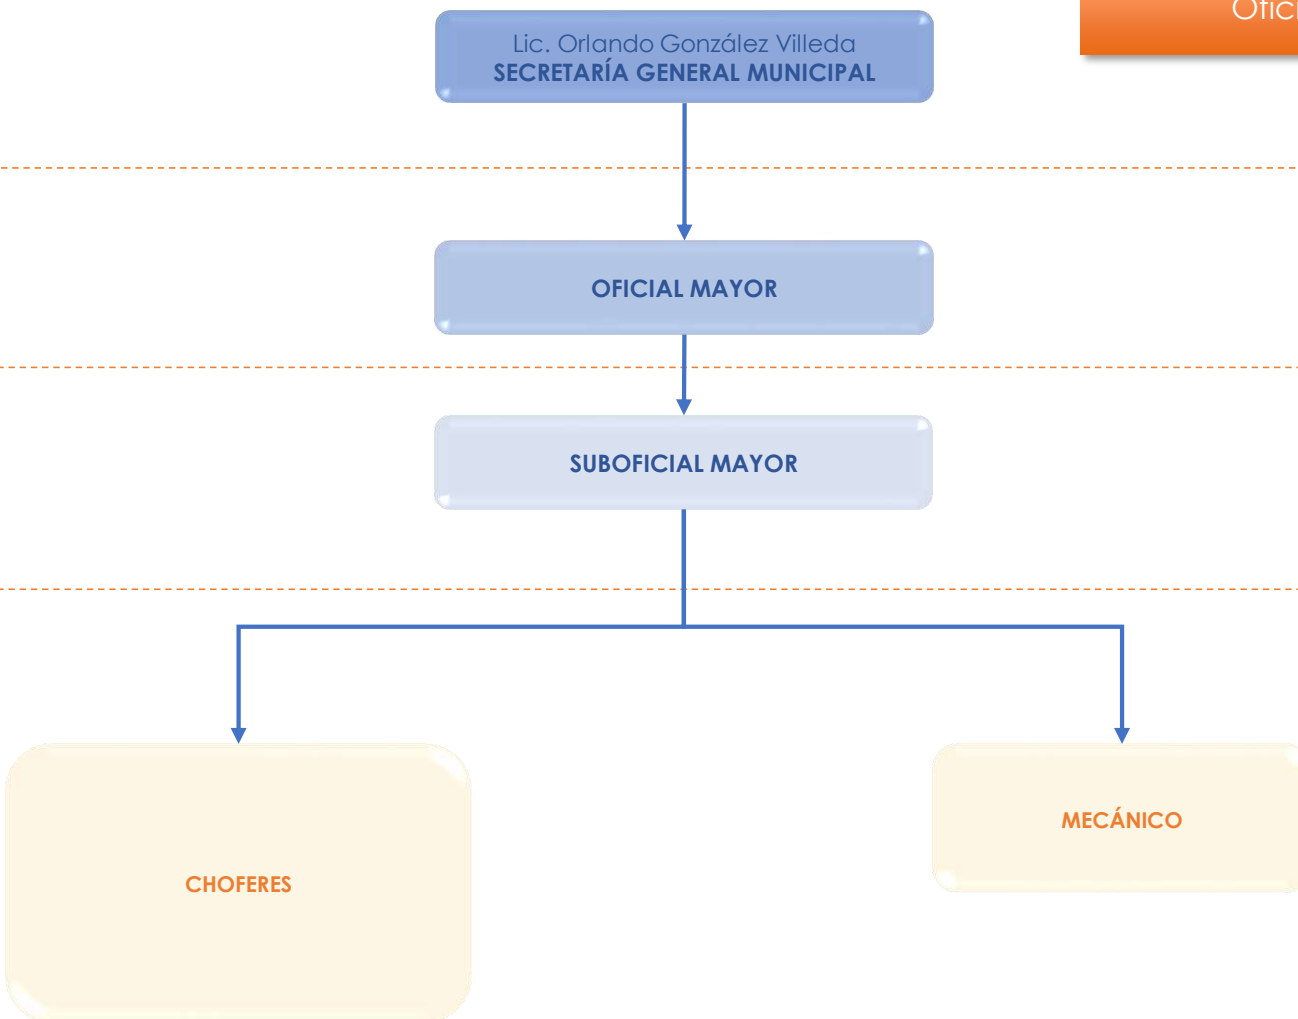 Lic. Orlando González Villeda
SECRETARÍA GENERAL MUNICIPAL
OFICIAL MAYOR
SUBOFICIAL MAYOR
MECÁNICO
CHOFERES